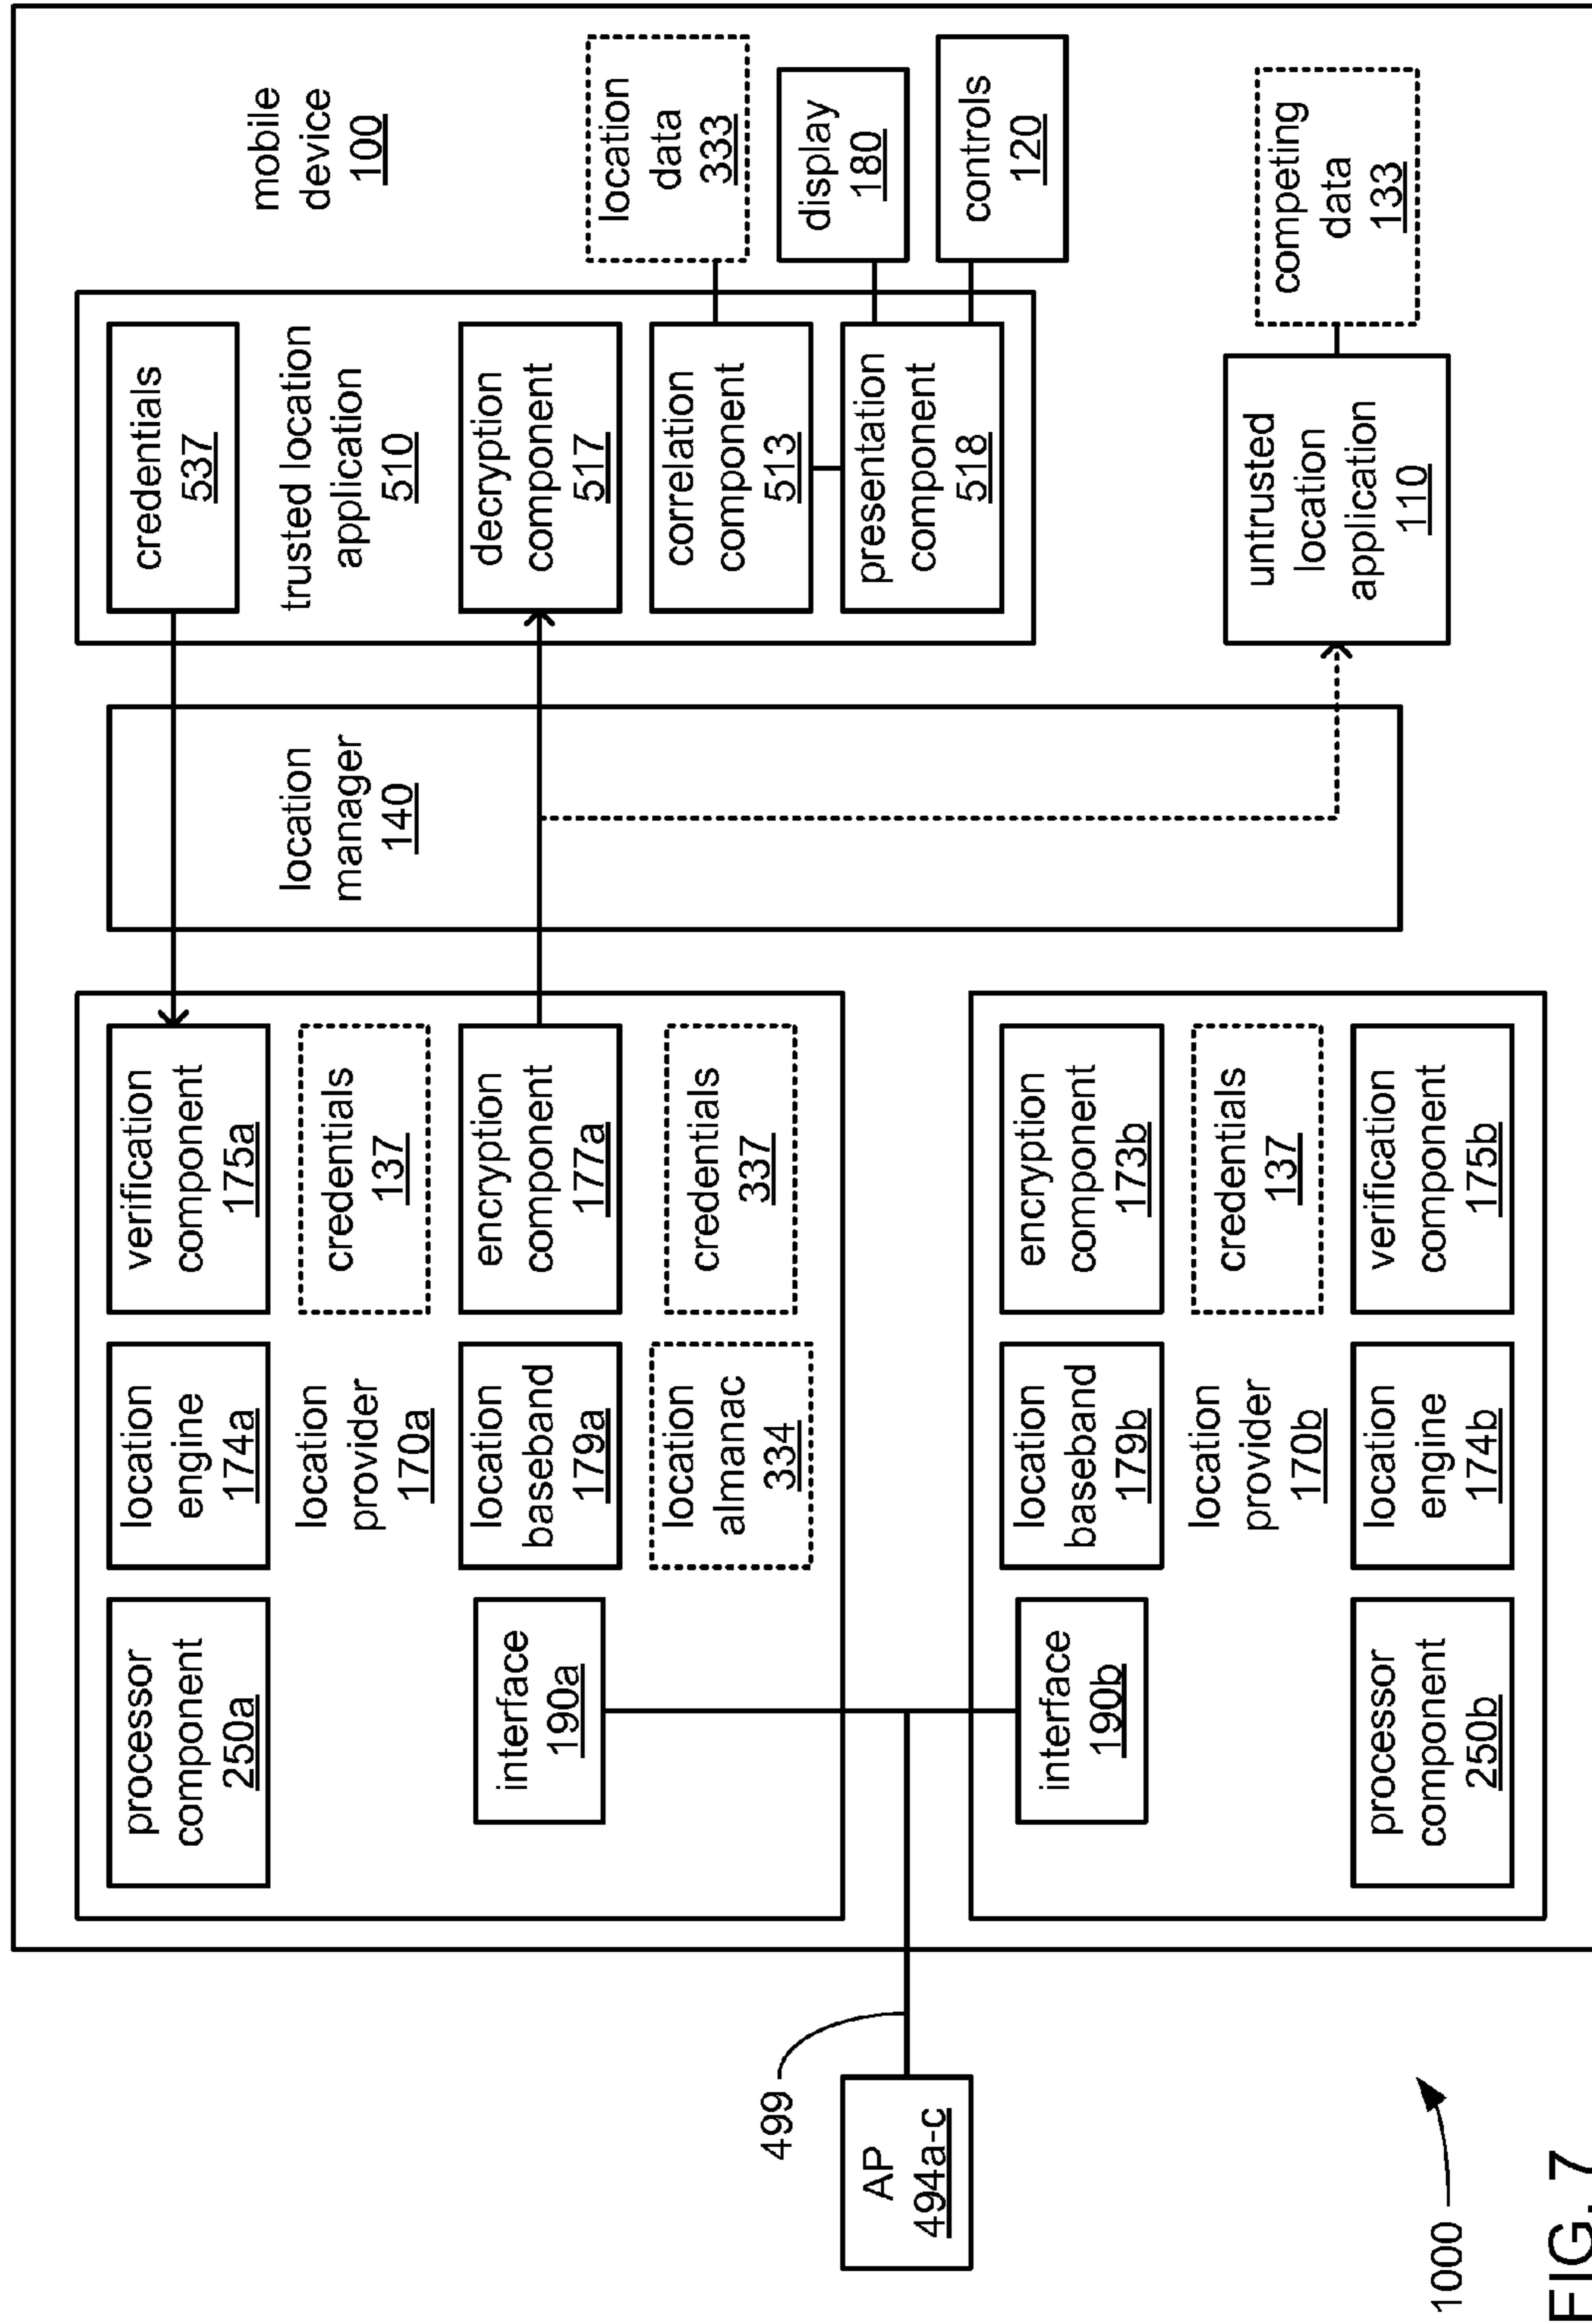 mobile
device
100
processor
component
250a
location
engine
174a
verification
component
175a
location
provider
170a
credentials
137
interface
190a
location
baseband
179a
encryption
component
177a
location
almanac
334
credentials
337
location
manager
140
credentials
537
trusted location
application
510
decryption
component
517
correlation
component
513
presentation
component
518
location
data
333
display
180
controls
120
499
AP
494a-c
interface
190b
location
baseband
179b
encryption
component
173b
location
provider
170b
credentials
137
processor
component
250b
location
engine
174b
verification
component
175b
untrusted
location
application
110
competing
data
133
1000
FIG. 7